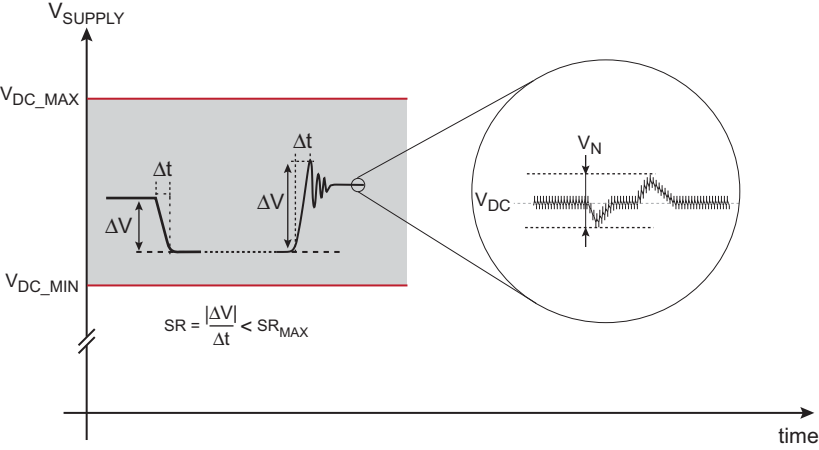 V_SUPPLY
V_DC_MAX
Δt
Δt
ΔV
ΔV
V_N
V_DC
V_DC_MIN
SR = |ΔV|/Δt < SR_MAX
time